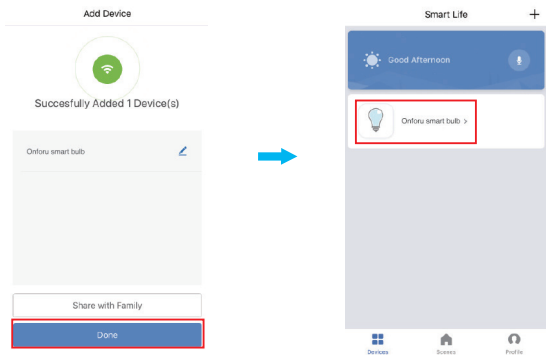 Add Device
Succesfully Added 1 Device(s)
Onforu smart bulb
Share with Family
Done
Smart Life
Good Afternoon
Onforu smart bulb >
Devices
Scenes
Profile